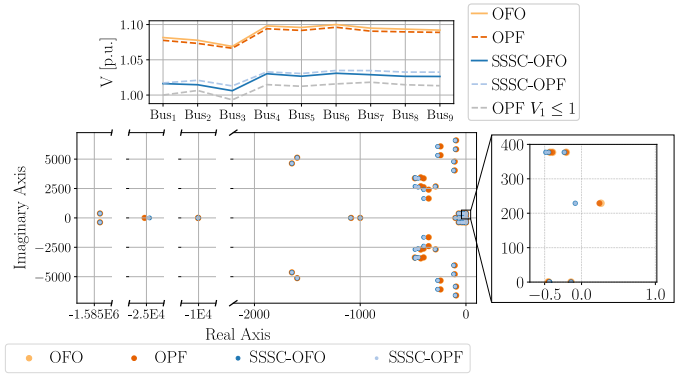 V [p.u.]
1.10
1.05
1.00
Bus1 Bus2 Bus3 Bus4 Bus5 Bus6 Bus7 Bus8 Bus9
OFO
OPF
SSSC-OFO
SSSC-OPF
OPF V1 ≤ 1
Imaginary Axis
5000
2500
0
−2500
−5000
-1.585E6 -2.5E4 -1E4 -2000 -1000 0
Real Axis
400
300
200
100
0
−0.5 0.0 1.0
OFO OPF SSSC-OFO SSSC-OPF